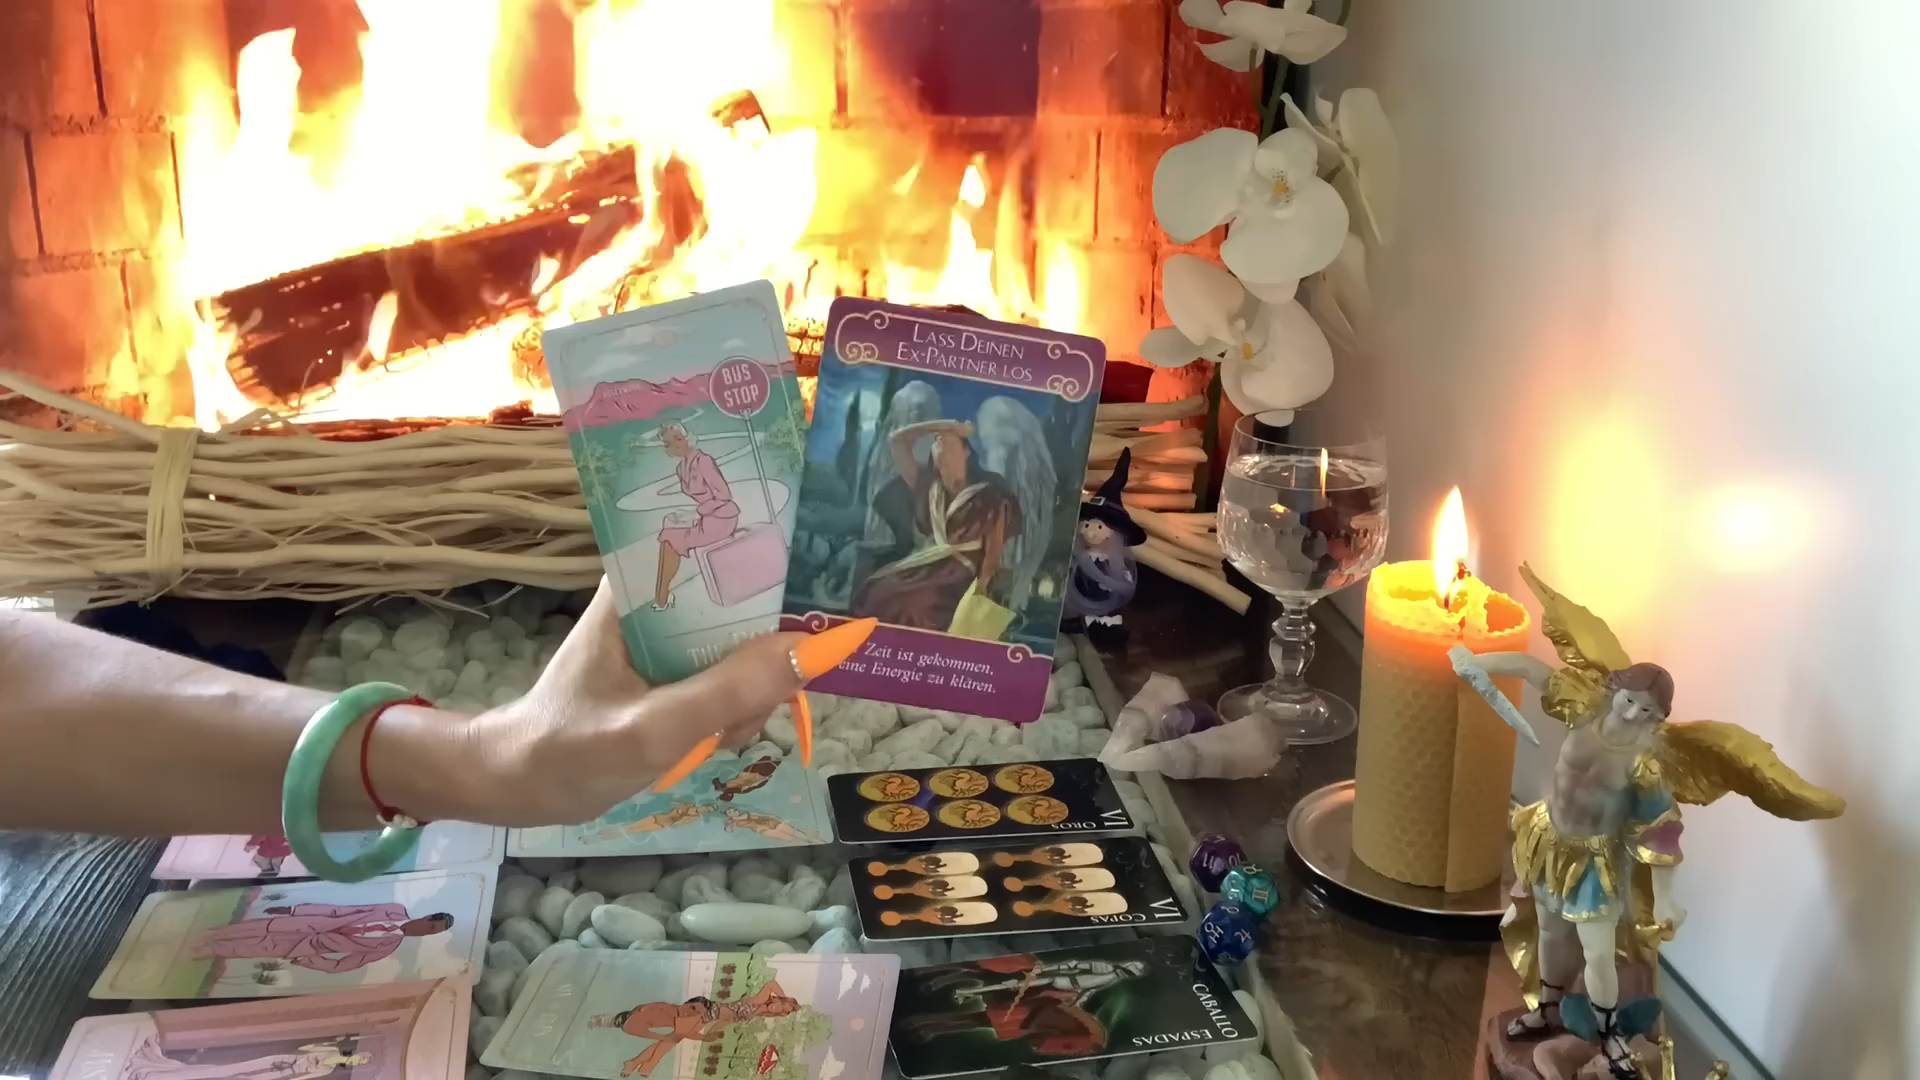 BUS
STOP
LASS DEINEN
EX-PARTNER LOS
Zeit ist gekommen,
eine Energie zu klären.
THE
VI
OROS
VI
COPAS
CABALLO
ESPADAS